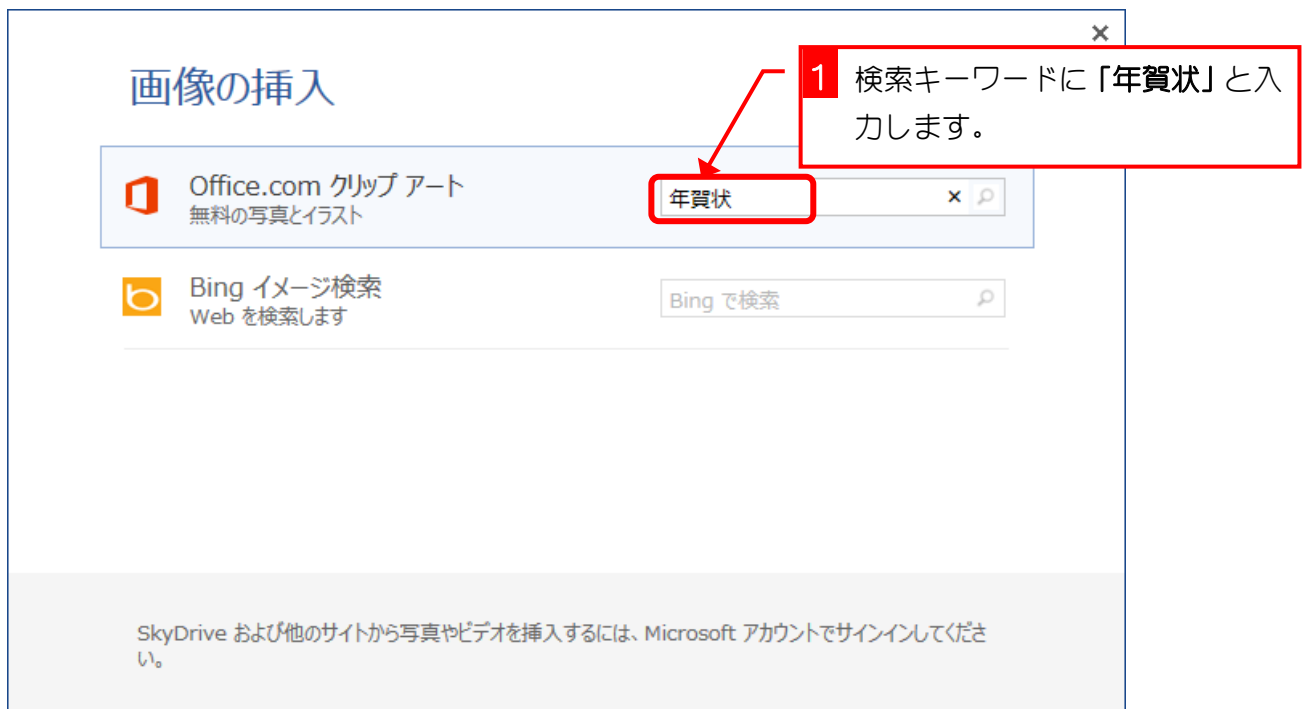 画像の挿入
1 検索キーワードに「年賀状」と入
力します。
Office.com クリップ アート
無料の写真とイラスト
年賀状
Bing イメージ検索
Web を検索します
Bing で検索
SkyDrive および他のサイトから写真やビデオを挿入するには、Microsoft アカウントでサインインしてくださ
い。